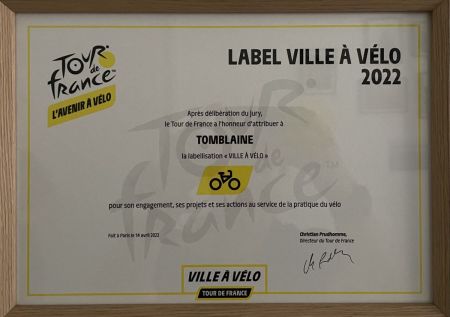 TOUR
de
france™
L'AVENIR À VÉLO
LABEL VILLE À VÉLO
2022
Après délibération du jury,
le Tour de France a l'honneur d'attribuer à
TOMBLAINE
la labellisation « VILLE À VÉLO »
pour son engagement, ses projets et ses actions au service de la pratique du vélo
Fait à Paris le 14 avril 2022
Christian Prudhomme,
Directeur du Tour de France
VILLE À VÉLO
TOUR DE FRANCE